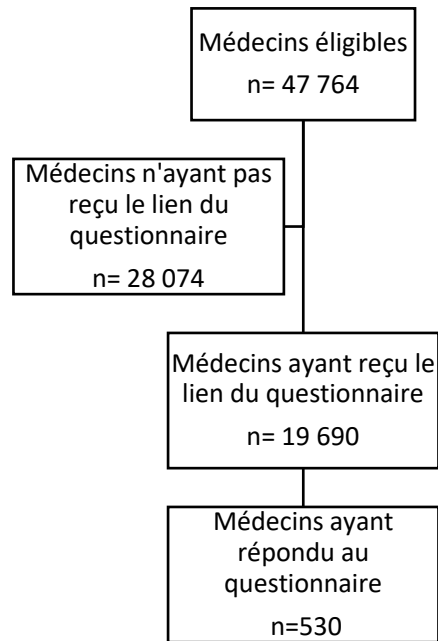 Médecins éligibles
n= 47 764
Médecins n'ayant pas
reçu le lien du
questionnaire
n= 28 074
Médecins ayant reçu le
lien du questionnaire
n= 19 690
Médecins ayant
répondu au
questionnaire
n=530